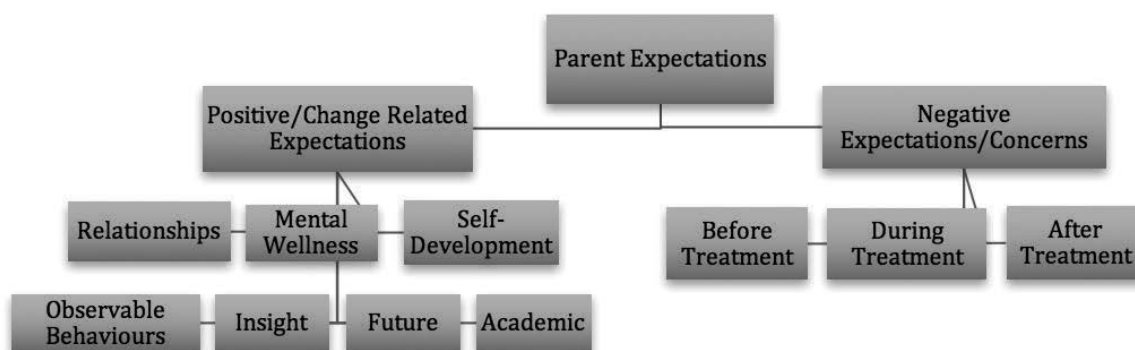 Parent Expectations
Positive/Change Related
Expectations
Negative
Expectations/Concerns
Relationships
Mental
Wellness
Self-
Development
Before
Treatment
During
Treatment
After
Treatment
Observable
Behaviours
Insight
Future
Academic